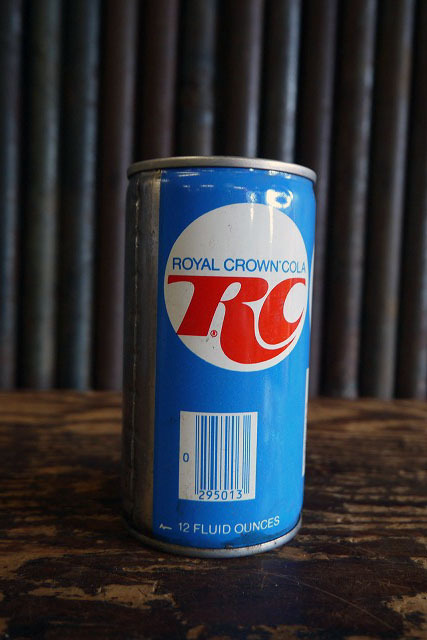 ROYAL CROWN COLA
RC
®
0
295013
12 FLUID OUNCES